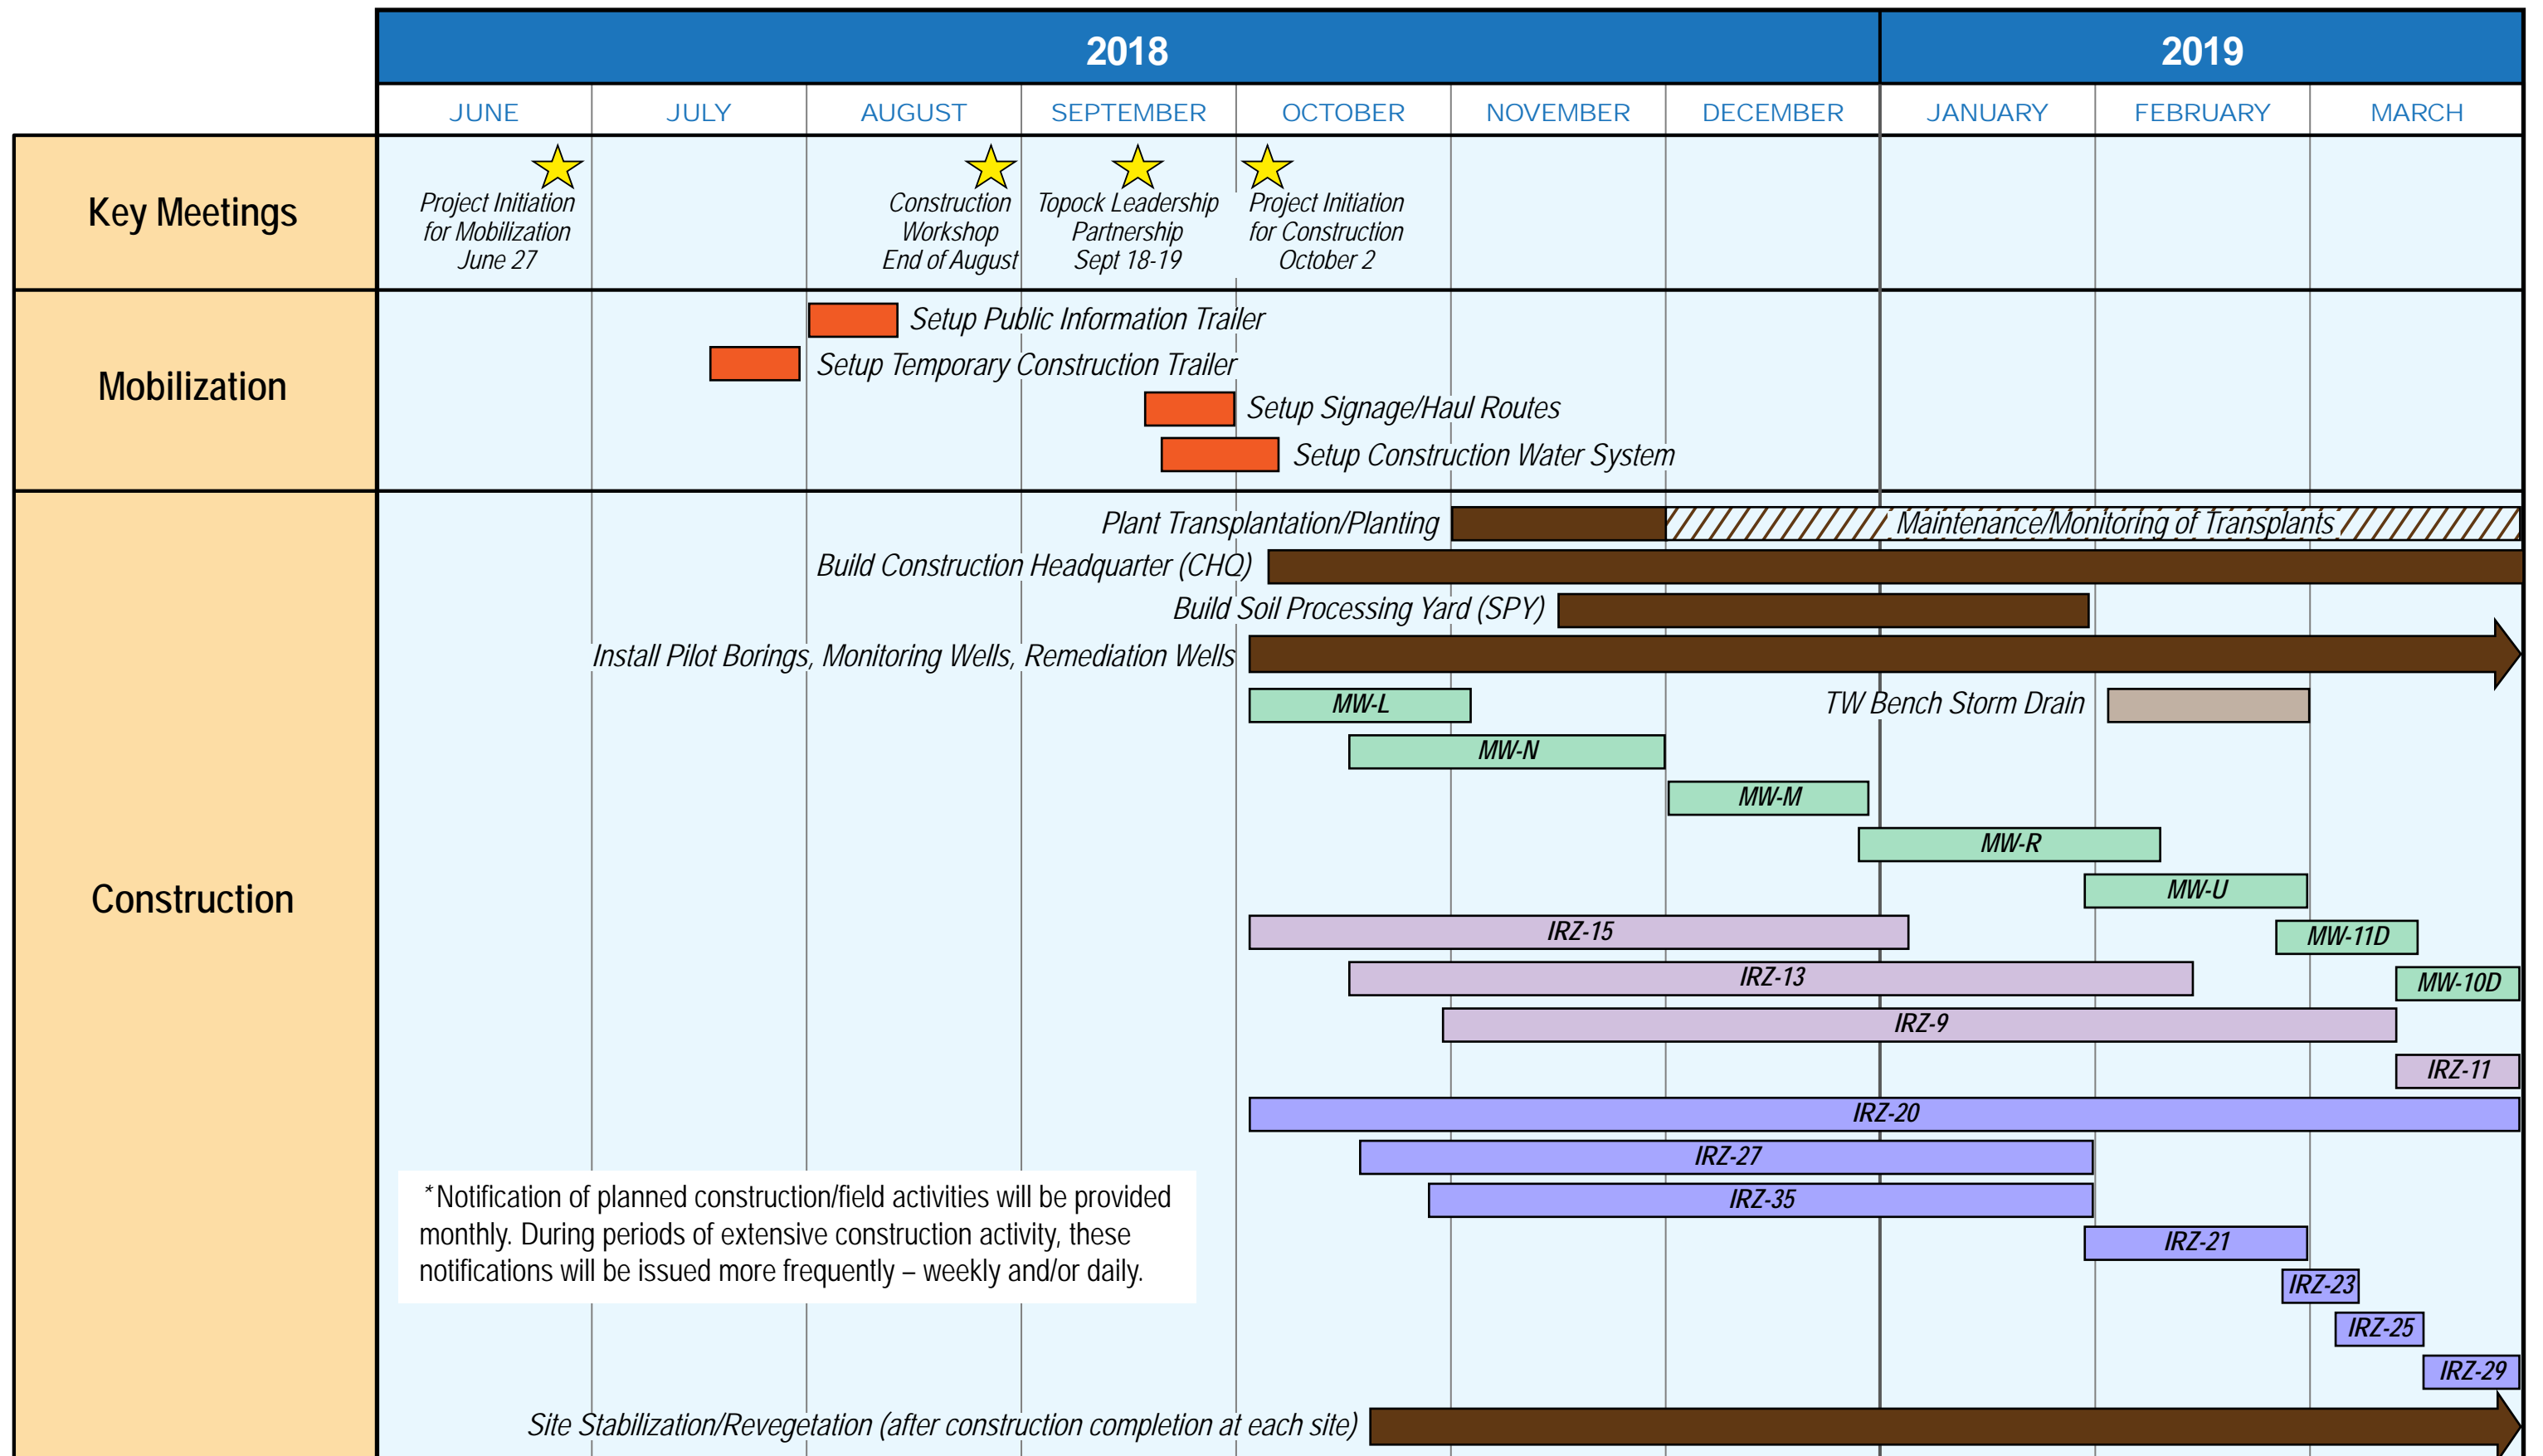 2018
2019
JUNE
JULY
AUGUST
SEPTEMBER
OCTOBER
NOVEMBER
DECEMBER
JANUARY
FEBRUARY
MARCH
Key Meetings
Project Initiation
for Mobilization
June 27
Construction
Workshop
End of August
Topock Leadership
Partnership
Sept 18-19
Project Initiation
for Construction
October 2
Mobilization
Setup Public Information Trailer
Setup Temporary Construction Trailer
Setup Signage/Haul Routes
Setup Construction Water System
Construction
Plant Transplantation/Planting
Maintenance/Monitoring of Transplants
Build Construction Headquarter (CHQ)
Build Soil Processing Yard (SPY)
Install Pilot Borings, Monitoring Wells, Remediation Wells
MW-L
TW Bench Storm Drain
MW-N
MW-M
MW-R
MW-U
IRZ-15
MW-11D
IRZ-13
MW-10D
IRZ-9
IRZ-11
IRZ-20
IRZ-27
IRZ-35
IRZ-21
IRZ-23
IRZ-25
IRZ-29
*Notification of planned construction/field activities will be provided
monthly. During periods of extensive construction activity, these
notifications will be issued more frequently – weekly and/or daily.
Site Stabilization/Revegetation (after construction completion at each site)